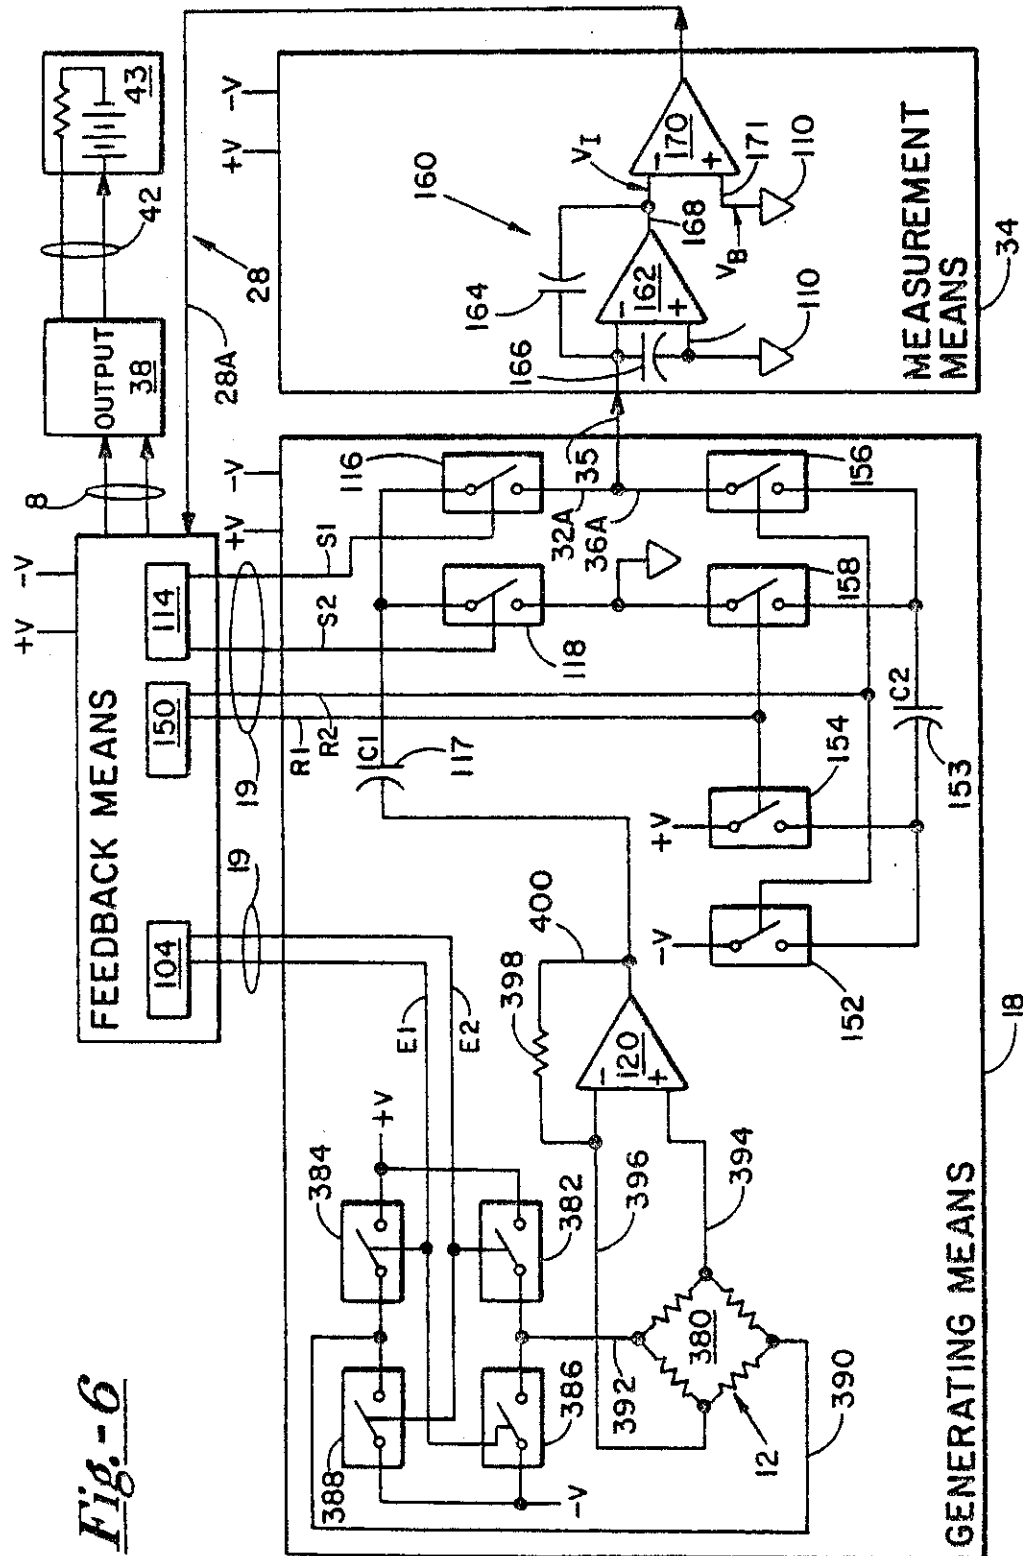 Fig.-6
FEEDBACK MEANS
104
150
114
+V
-V
8
OUTPUT
38
42
43
28A
28
19
19
E1
E2
R1
R2
S2
S1
+V
-V
+V
-V
384
+V
388
382
386
-V
392
380
12
390
396
394
398
120
-
+
400
C1
117
116
118
32A
36A
35
156
158
154
+V
152
-V
C2
153
GENERATING MEANS
18
160
164
166
162
-
+
168
VI
170
-
+
171
VB
110
110
MEASUREMENT
MEANS
34